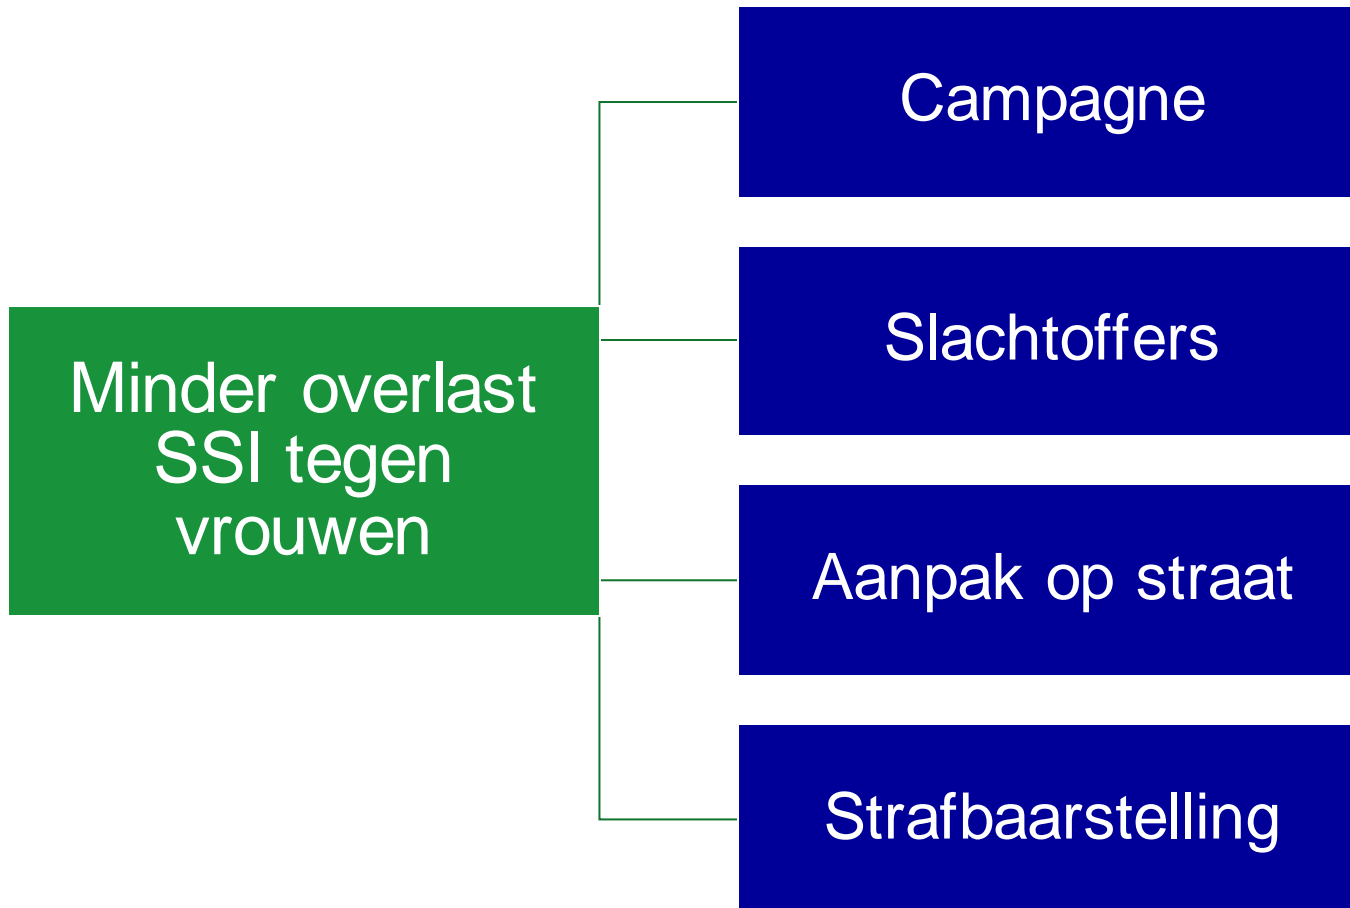 Campagne
Slachtoffers
Minder overlast
SSI tegen
vrouwen
Aanpak op straat
Strafbaarstelling